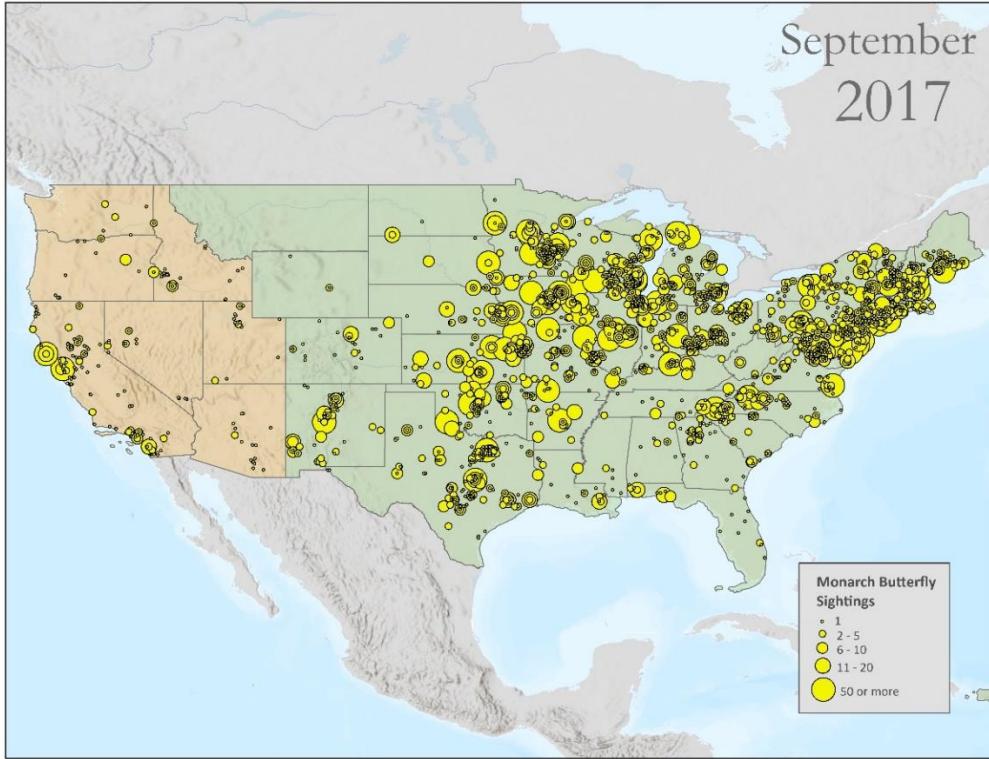 September
2017
Monarch Butterfly
Sightings
1
2 - 5
6 - 10
11 - 20
50 or more